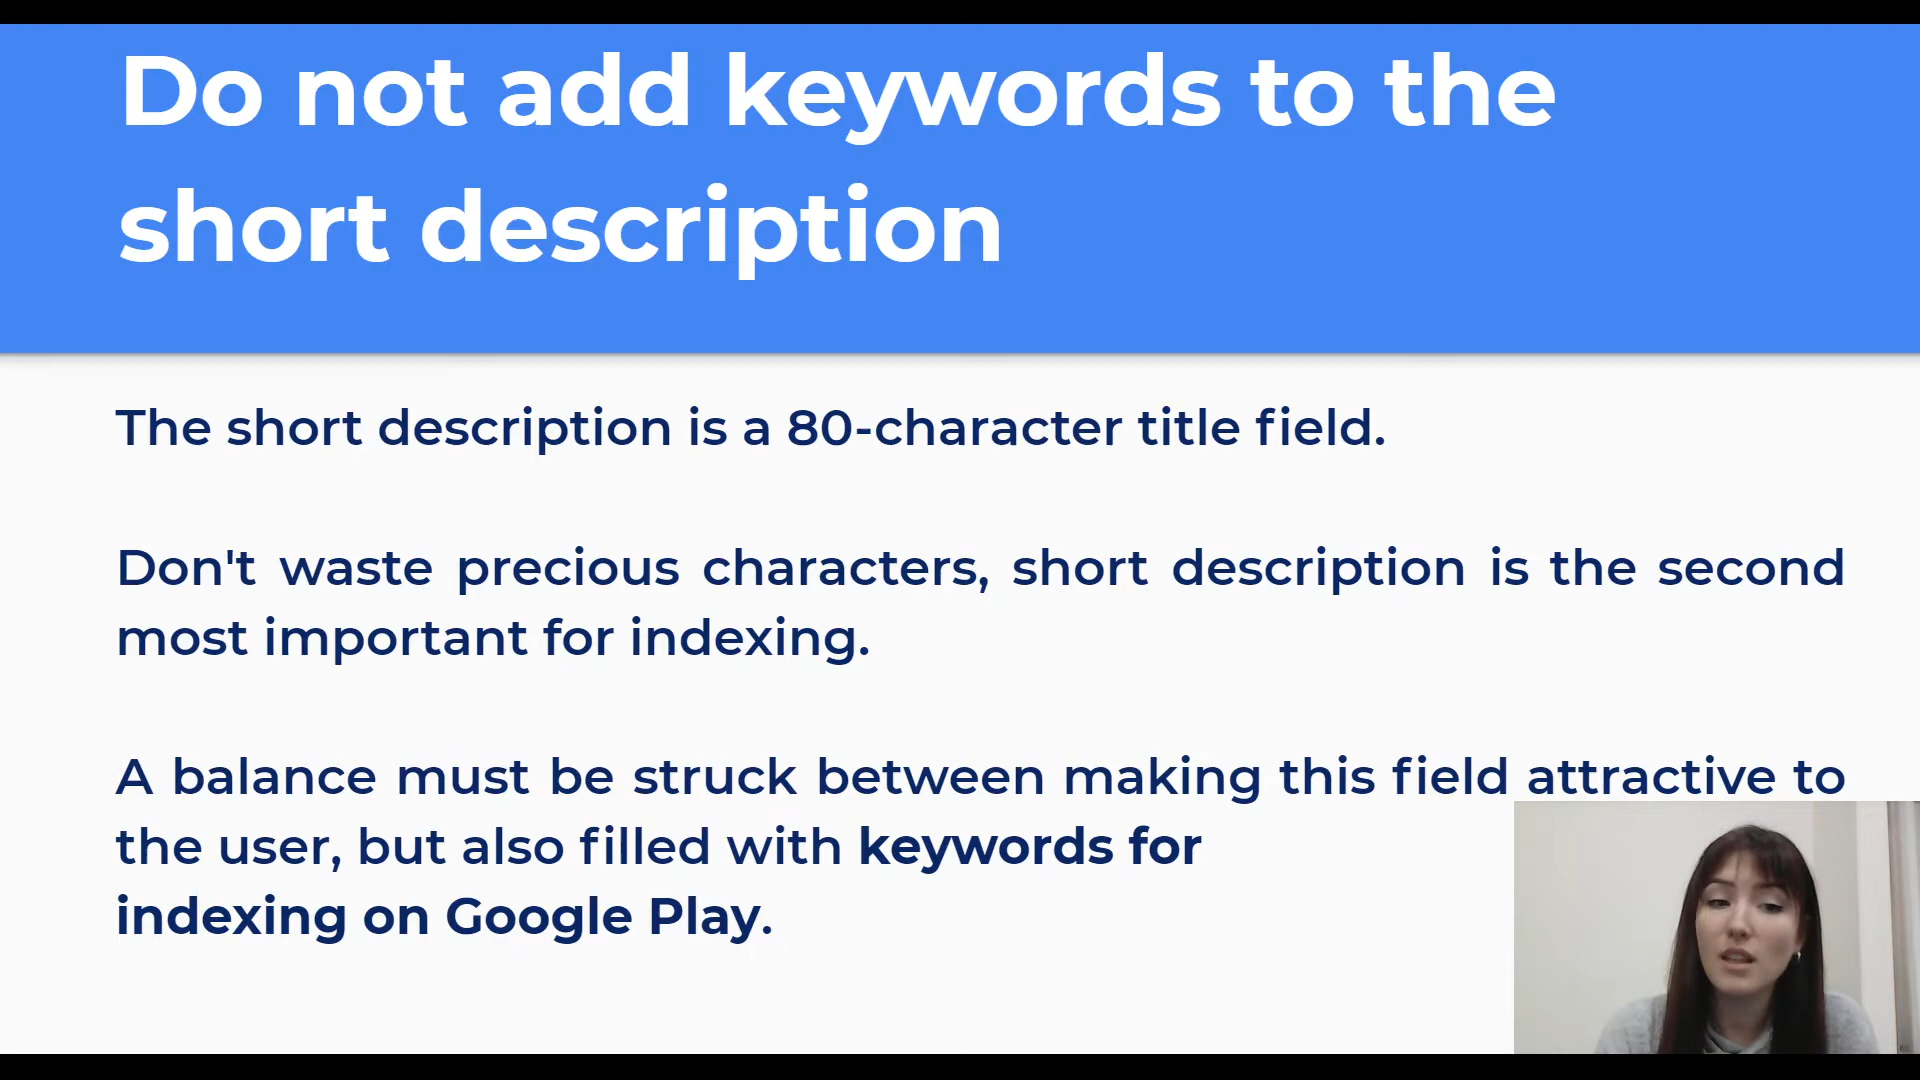 Do not add keywords to the
short description
The short description is a 80-character title field.
Don't waste precious characters, short description is the second
most important for indexing.
A balance must be struck between making this field attractive to
the user, but also filled with keywords for
indexing on Google Play.